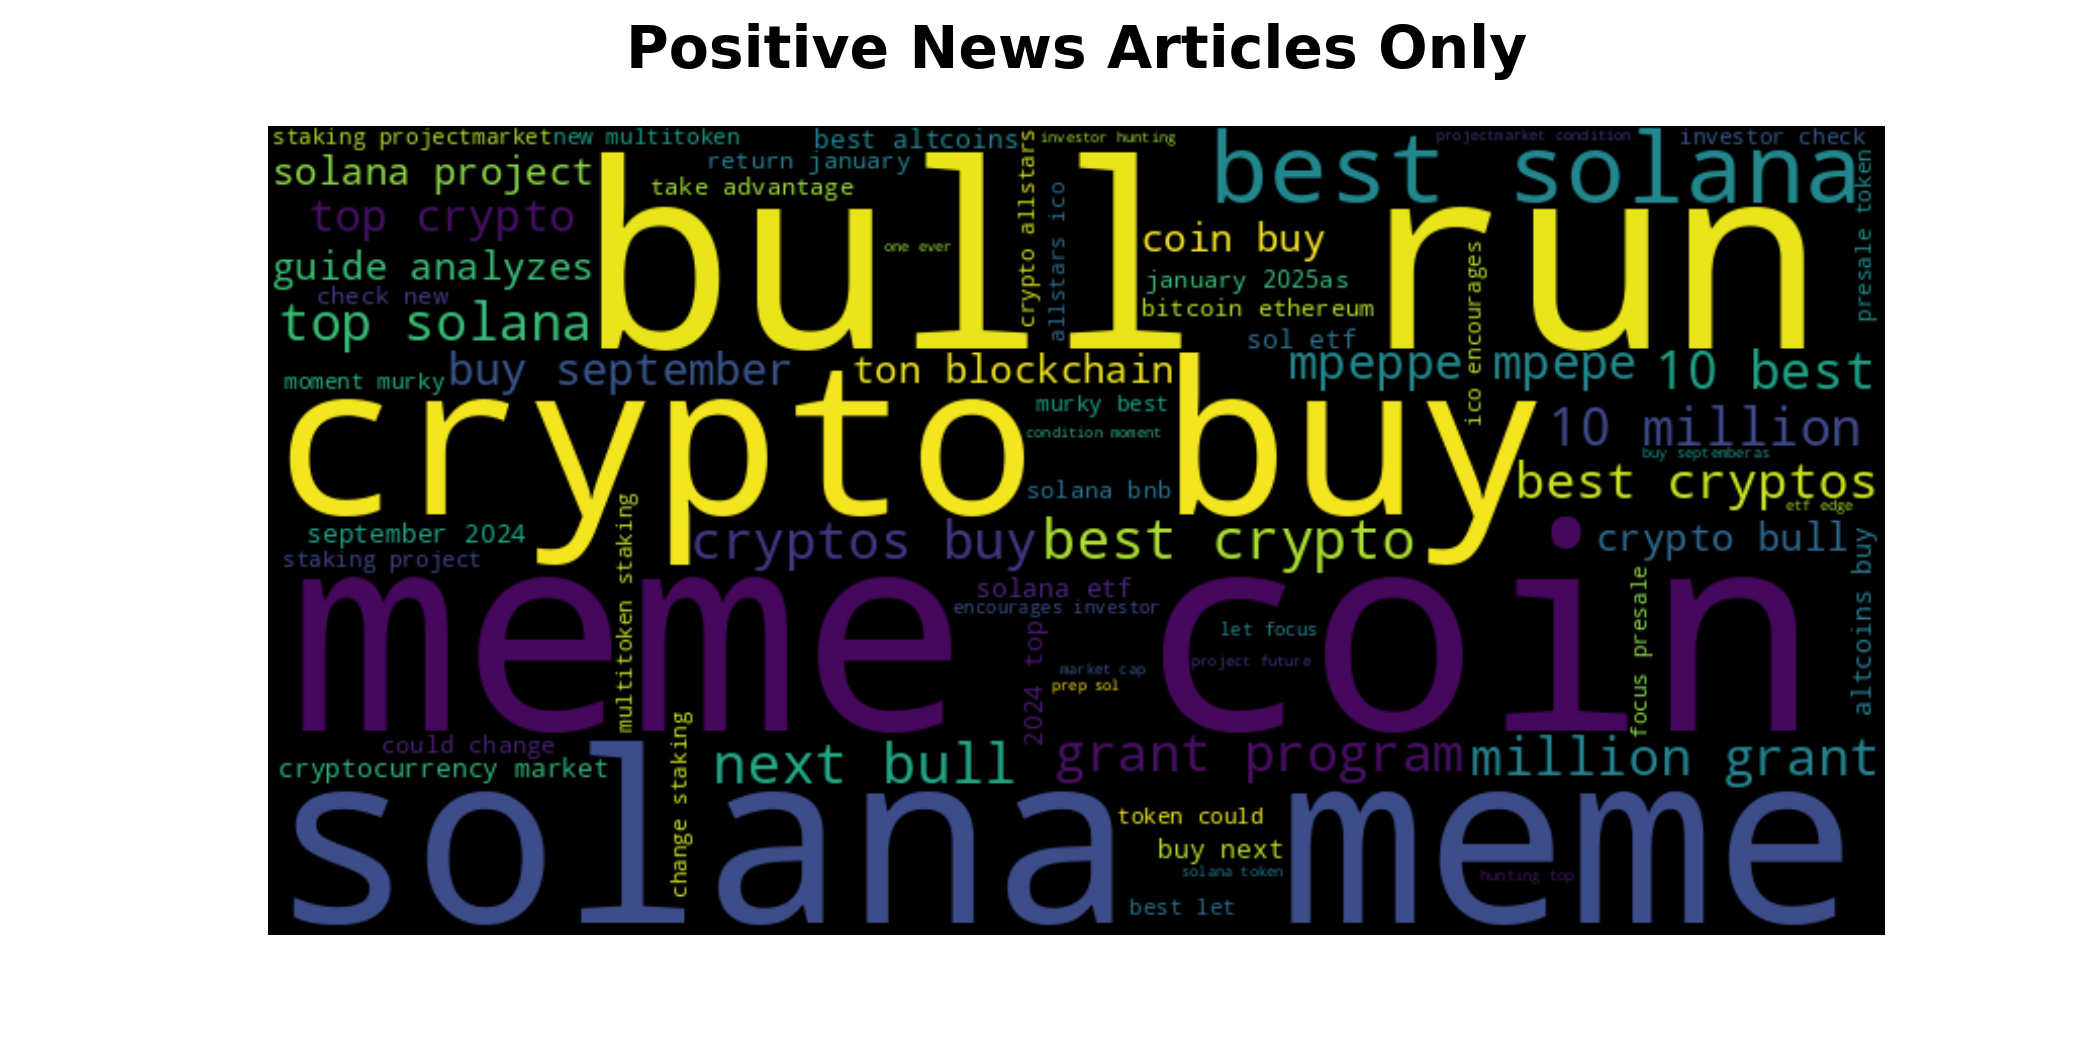 Positive News Articles Only
staking projectmarket
new multitoken
best altcoins
investor hunting
projectmarket condition
investor check
solana project
return january
take advantage
best solana
top crypto
bull run
one ever
crypto allstars
allstars ico
coin buy
presale token
guide analyzes
january 2025as
ico encourages
check new
bitcoin ethereum
top solana
sol etf
moment murky
buy september
ton blockchain
mpeppe mpepe
10 best
crypto buy
murky best
condition moment
10 million
buy septemberas
solana bnb
best cryptos
etf edge
september 2024
staking project
multitoken staking
cryptos buy
best crypto
crypto bull
altcoins buy
meme coin
solana etf
encourages investor
2024 top
let focus
project future
market cap
prep sol
focus presale
could change
cryptocurrency market
change staking
next bull
grant program
million grant
solana meme
token could
buy next
solana token
hunting top
best let